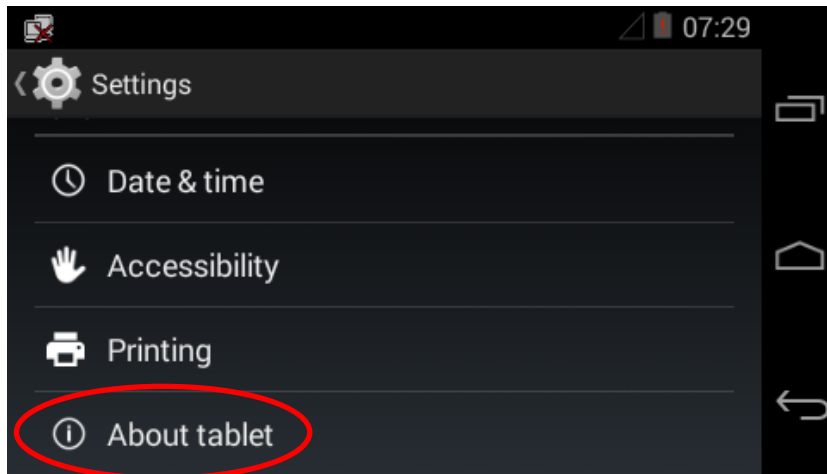 07:29
Settings
Date & time
Accessibility
Printing
About tablet